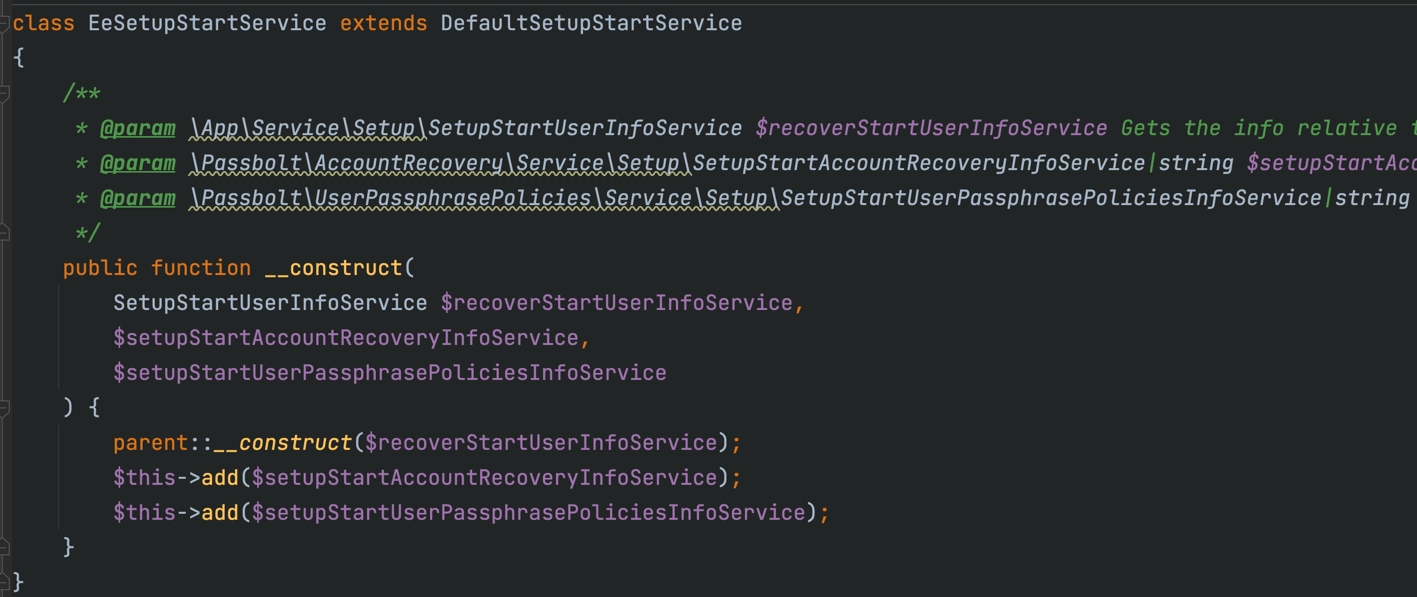 class EeSetupStartService extends DefaultSetupStartService
{
    /**
     * @param \App\Service\Setup\SetupStartUserInfoService $recoverStartUserInfoService Gets the info relative t
     * @param \Passbolt\AccountRecovery\Service\Setup\SetupStartAccountRecoveryInfoService|string $setupStartAcc
     * @param \Passbolt\UserPassphrasePolicies\Service\Setup\SetupStartUserPassphrasePoliciesInfoService|string
     */
    public function __construct(
        SetupStartUserInfoService $recoverStartUserInfoService,
        $setupStartAccountRecoveryInfoService,
        $setupStartUserPassphrasePoliciesInfoService
    ) {
        parent::__construct($recoverStartUserInfoService);
        $this->add($setupStartAccountRecoveryInfoService);
        $this->add($setupStartUserPassphrasePoliciesInfoService);
    }
}